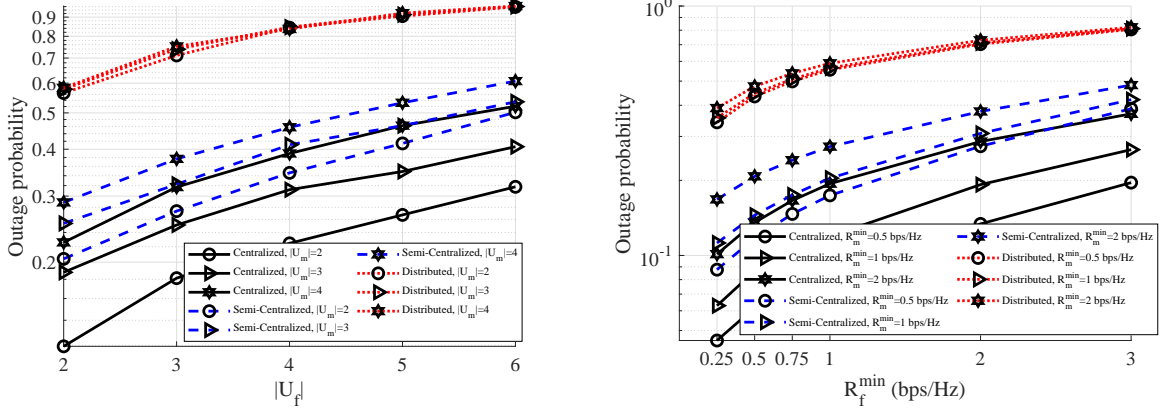 0.9
0.8
0.7
0.6
0.5
0.4
0.3
0.2
Outage probability
Centralized, |U_m|=2
Centralized, |U_m|=3
Centralized, |U_m|=4
Semi-Centralized, |U_m|=2
Semi-Centralized, |U_m|=3
Semi-Centralized, |U_m|=4
Distributed, |U_m|=2
Distributed, |U_m|=3
Distributed, |U_m|=4
2 3 4 5 6
|U_f|
10^0
10^-1
Outage probability
Centralized, R_m^min=0.5 bps/Hz
Centralized, R_m^min=1 bps/Hz
Centralized, R_m^min=2 bps/Hz
Semi-Centralized, R_m^min=0.5 bps/Hz
Semi-Centralized, R_m^min=1 bps/Hz
Semi-Centralized, R_m^min=2 bps/Hz
Distributed, R_m^min=0.5 bps/Hz
Distributed, R_m^min=1 bps/Hz
Distributed, R_m^min=2 bps/Hz
0.25 0.5 0.75 1 2 3
R_f^min (bps/Hz)